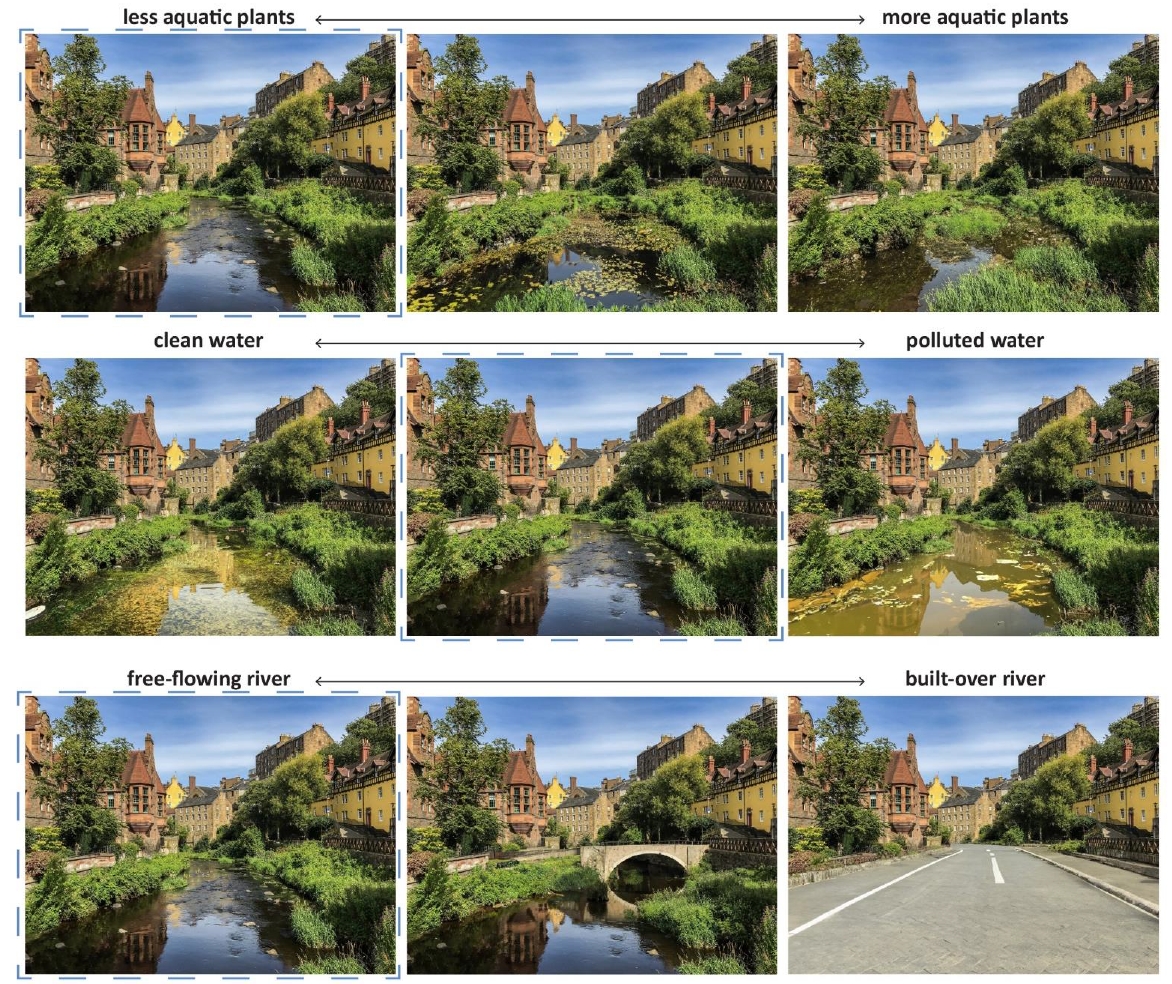 less aquatic plants more aquatic plants
clean water polluted water
free-flowing river built-over river